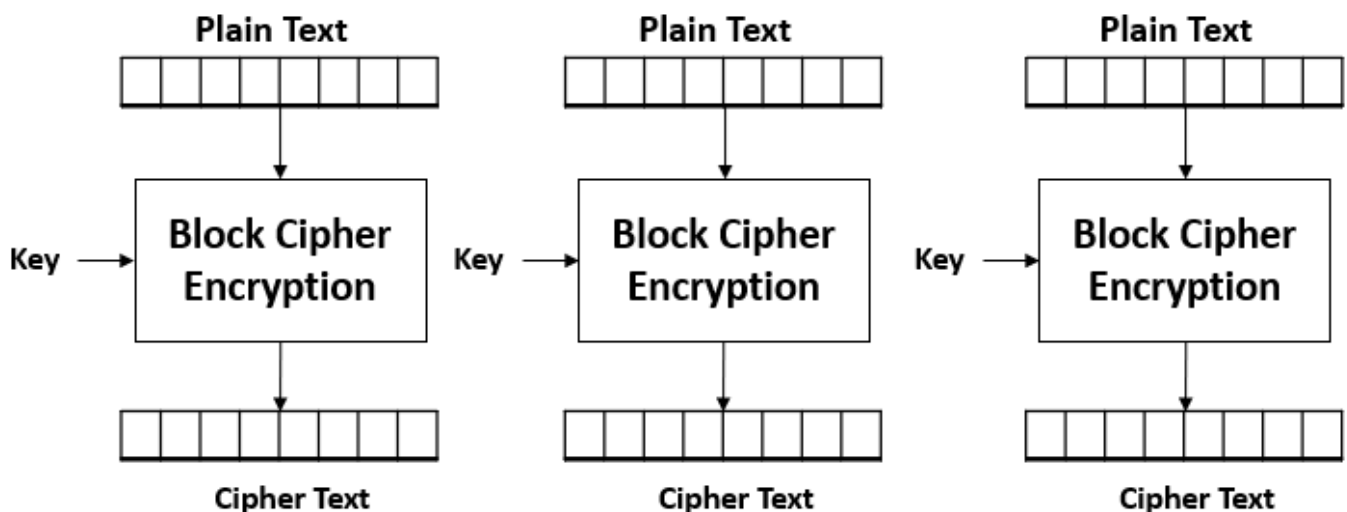 Plain Text Plain Text Plain Text
Block Cipher Block Cipher Block Cipher
Key Key Key
Encryption Encryption Encryption
Cipher Text Cipher Text Cipher Text